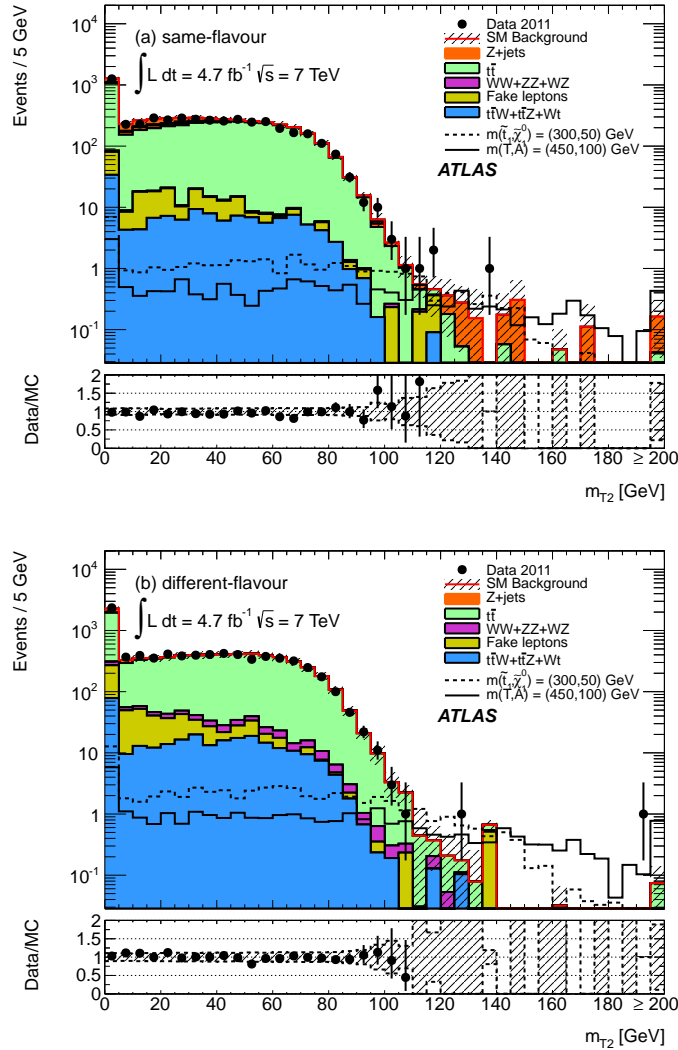 Events / 5 GeV
10⁴
10³
10²
10
1
10⁻¹
(a) same-flavour
∫ L dt = 4.7 fb⁻¹ √s = 7 TeV
Data 2011
SM Background
Z+jets
tt̄
WW+ZZ+WZ
Fake leptons
tt̄W+tt̄Z+Wt
m(t̃₁,χ̃₁⁰) = (300,50) GeV
m(T,A) = (450,100) GeV
ATLAS
Data/MC
2
1.5
1
0.5
0
0 20 40 60 80 100 120 140 160 180 ≥ 200
m_T2 [GeV]
Events / 5 GeV
10⁴
10³
10²
10
1
10⁻¹
(b) different-flavour
∫ L dt = 4.7 fb⁻¹ √s = 7 TeV
Data 2011
SM Background
Z+jets
tt̄
WW+ZZ+WZ
Fake leptons
tt̄W+tt̄Z+Wt
m(t̃₁,χ̃₁⁰) = (300,50) GeV
m(T,A) = (450,100) GeV
ATLAS
Data/MC
2
1.5
1
0.5
0
0 20 40 60 80 100 120 140 160 180 ≥ 200
m_T2 [GeV]